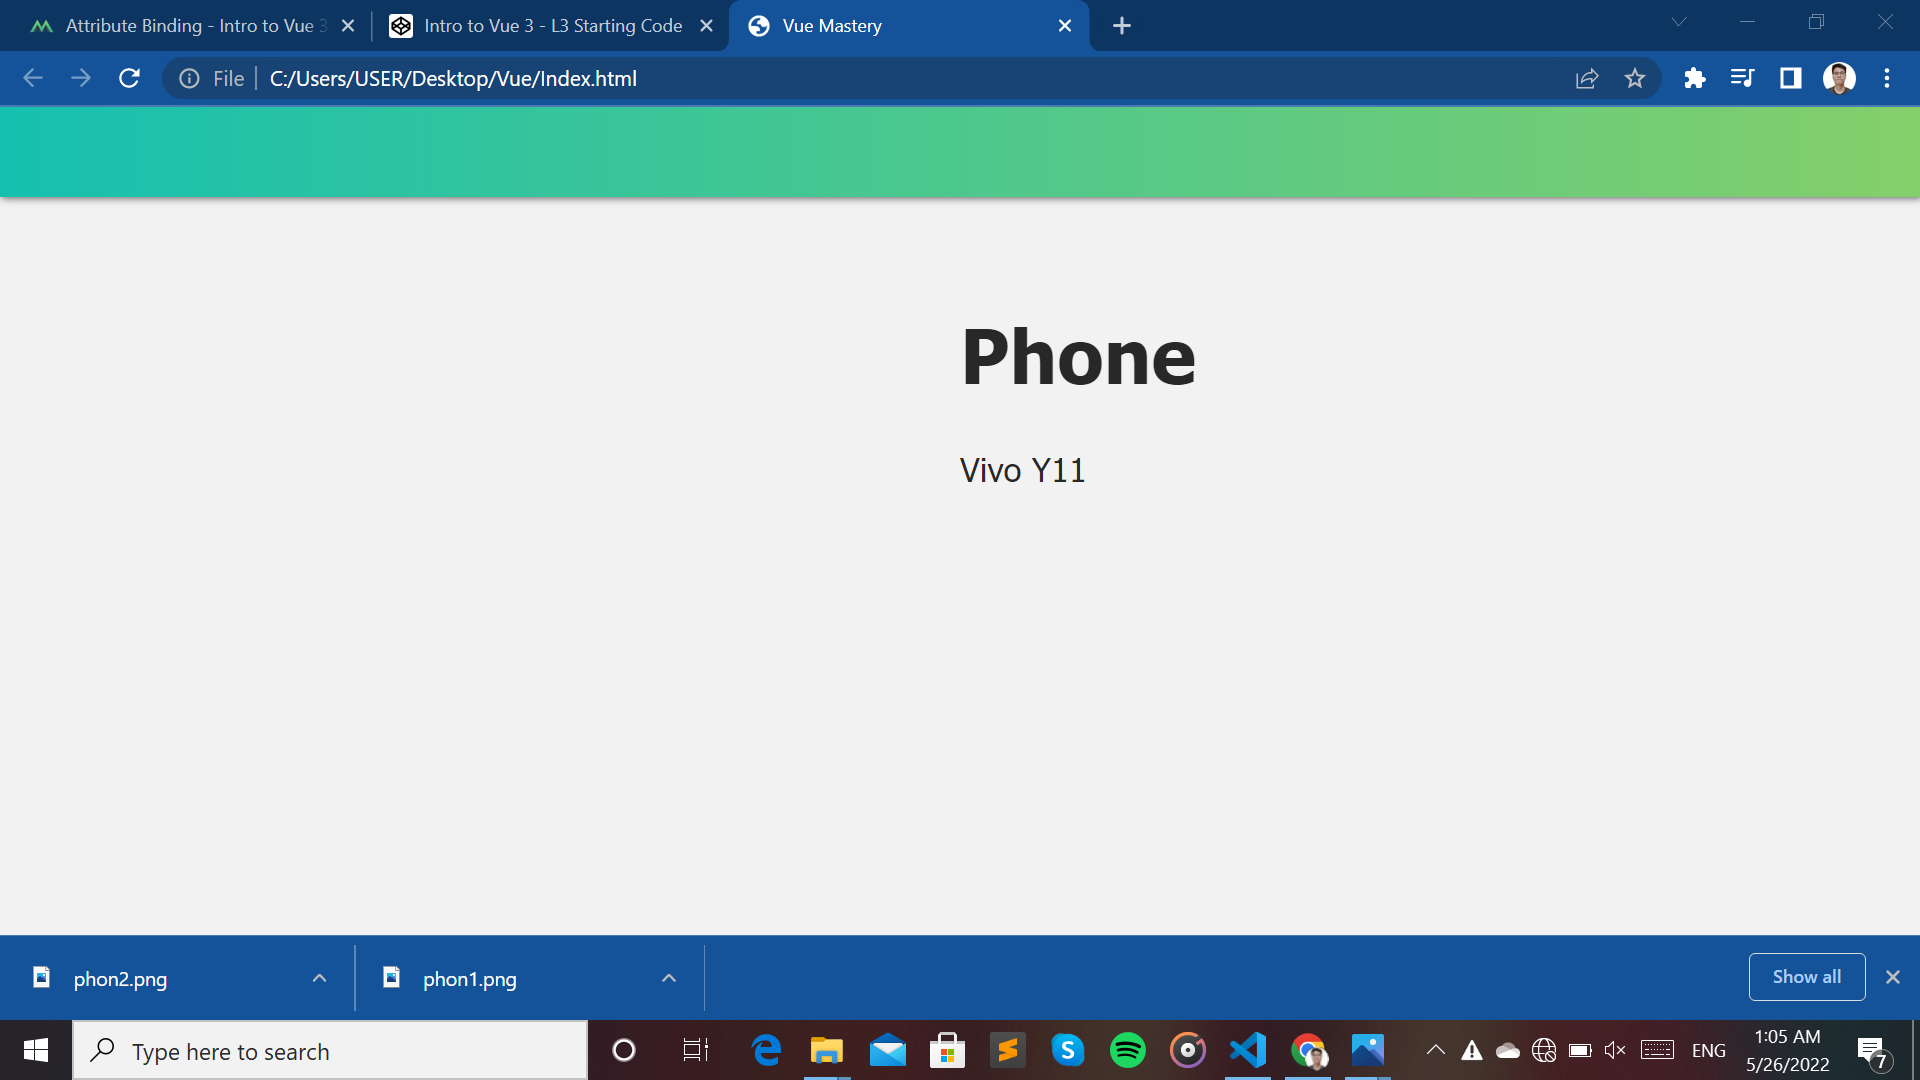 Attribute Binding - Intro to Vue 3
Intro to Vue 3 - L3 Starting Code
Vue Mastery
File
C:/Users/USER/Desktop/Vue/Index.html
Phone
Vivo Y11
phon2.png
phon1.png
Show all
Type here to search
ENG
1:05 AM
5/26/2022
7